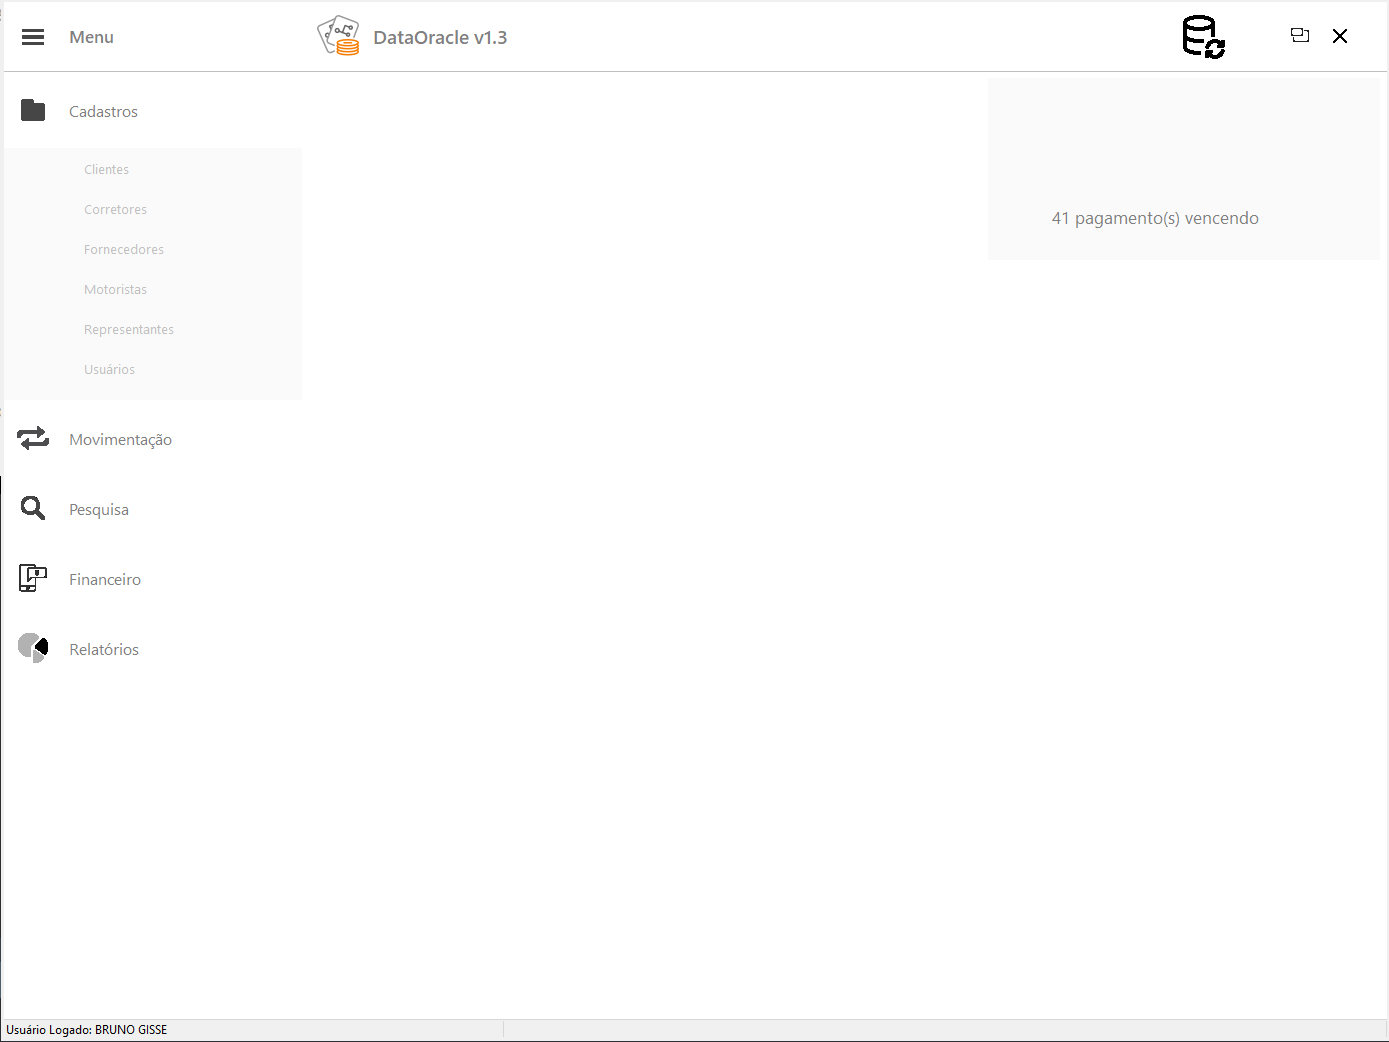 Menu
DataOracle v1.3
Cadastros
Clientes
Corretores
Fornecedores
Motoristas
Representantes
Usuários
Movimentação
Pesquisa
Financeiro
Relatórios
41 pagamento(s) vencendo
Usuário Logado: BRUNO GISSE